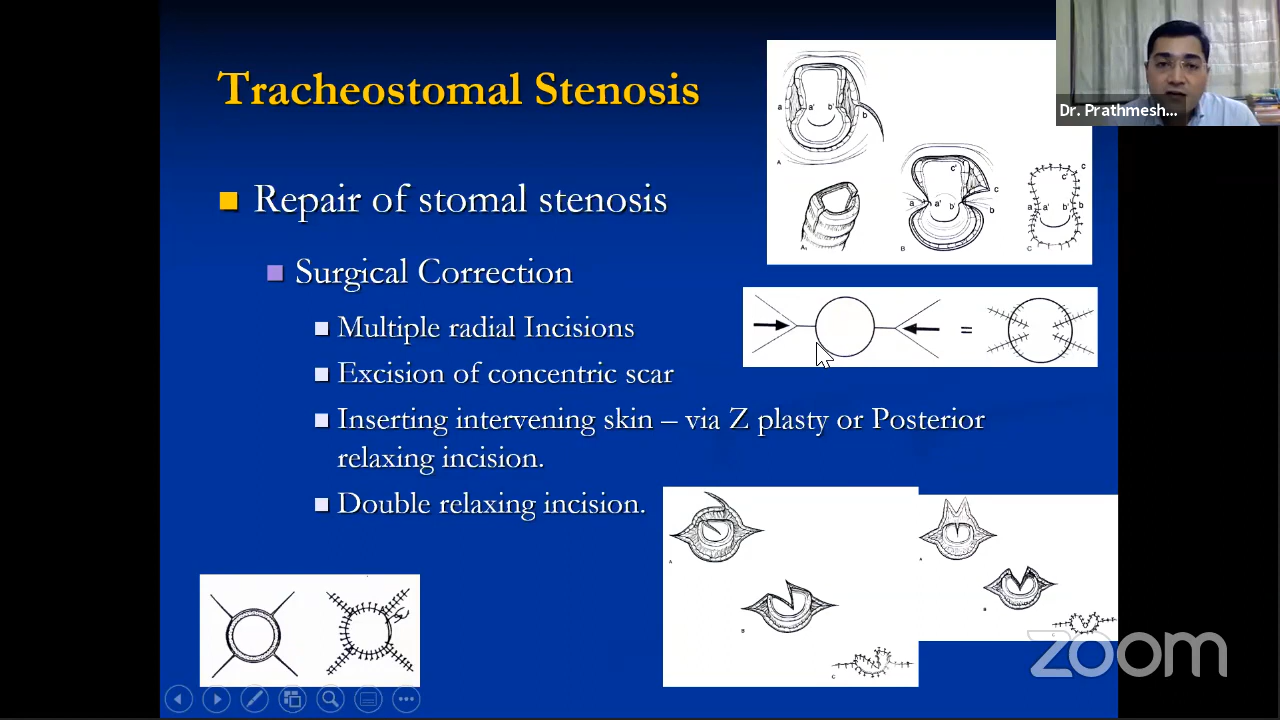 Tracheostomal Stenosis
Repair of stomal stenosis
Surgical Correction
Multiple radial Incisions
Excision of concentric scar
Inserting intervening skin – via Z plasty or Posterior
relaxing incision.
Double relaxing incision.
Dr. Prathmesh...
a a' b' b
A
A₁
c' c
a a' b' b
B
c' c
a a' b' b
C
=
A
B
C
A
B
C
zoom